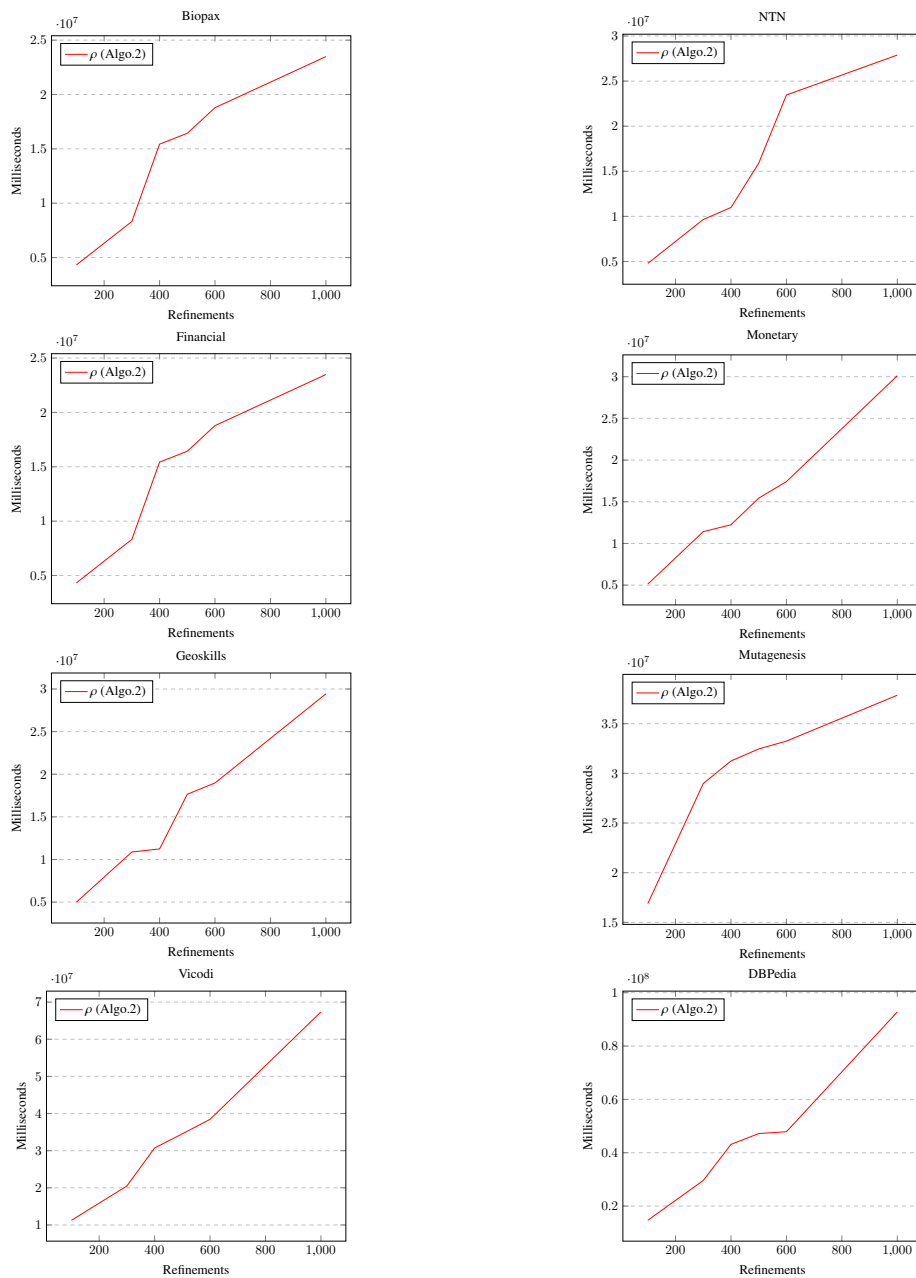 Biopax
·10^7
ρ (Algo.2)
2.5
2
1.5
1
0.5
Milliseconds
200 400 600 800 1,000
Refinements
NTN
·10^7
ρ (Algo.2)
3
2.5
2
1.5
1
0.5
Milliseconds
200 400 600 800 1,000
Refinements
Financial
·10^7
ρ (Algo.2)
2.5
2
1.5
1
0.5
Milliseconds
200 400 600 800 1,000
Refinements
Monetary
·10^7
ρ (Algo.2)
3
2.5
2
1.5
1
0.5
Milliseconds
200 400 600 800 1,000
Refinements
Geoskills
·10^7
ρ (Algo.2)
3
2.5
2
1.5
1
0.5
Milliseconds
200 400 600 800 1,000
Refinements
Mutagenesis
·10^7
ρ (Algo.2)
3.5
3
2.5
2
1.5
Milliseconds
200 400 600 800 1,000
Refinements
Vicodi
·10^7
ρ (Algo.2)
7
6
5
4
3
2
1
Milliseconds
200 400 600 800 1,000
Refinements
DBPedia
·10^8
ρ (Algo.2)
1
0.8
0.6
0.4
0.2
Milliseconds
200 400 600 800 1,000
Refinements